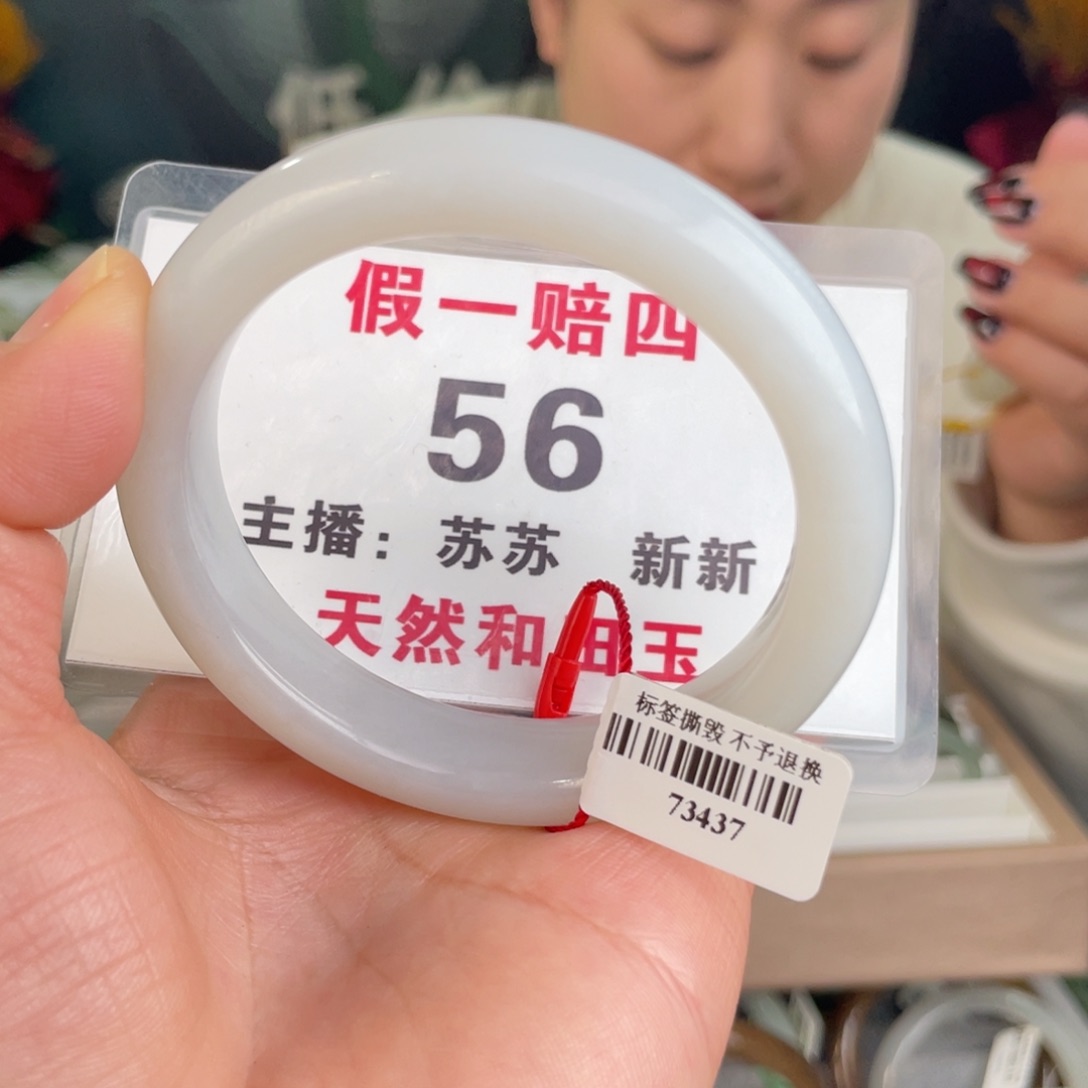 假一赔四
56
主播：苏苏 新新
天然和田玉
标签撕毁 不予退换
73437